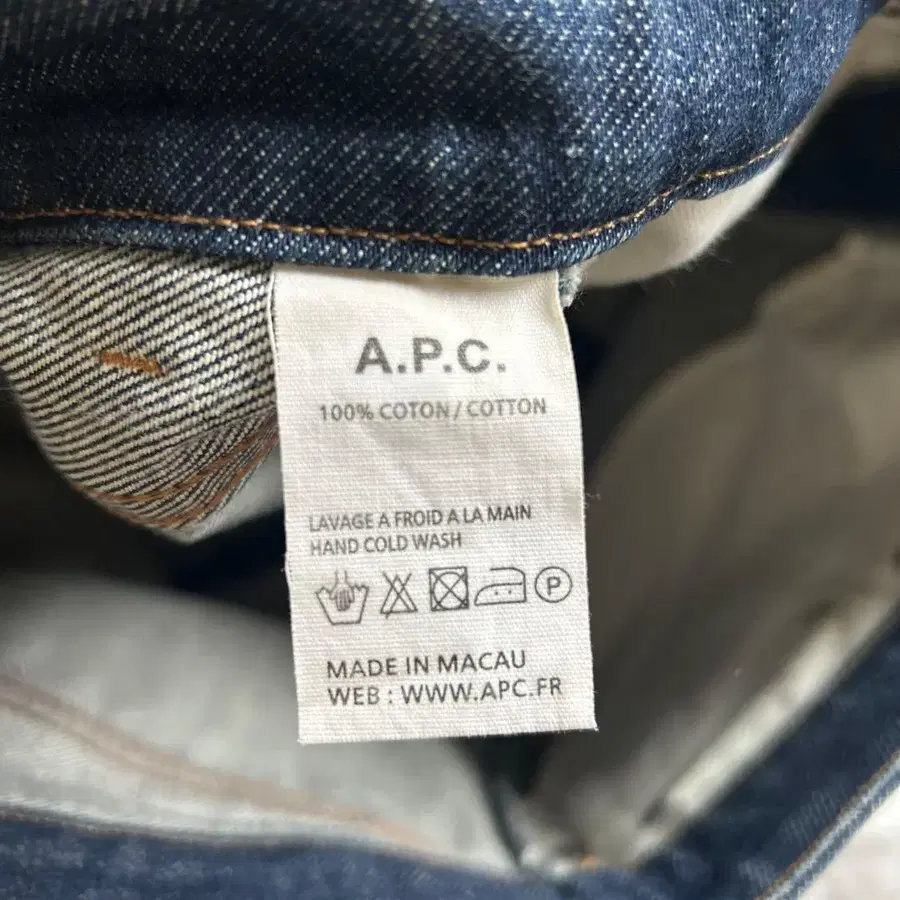 A.P.C.
100% COTON / COTTON
LAVAGE A FROID A LA MAIN
HAND COLD WASH
P
MADE IN MACAU
WEB : WWW.APC.FR